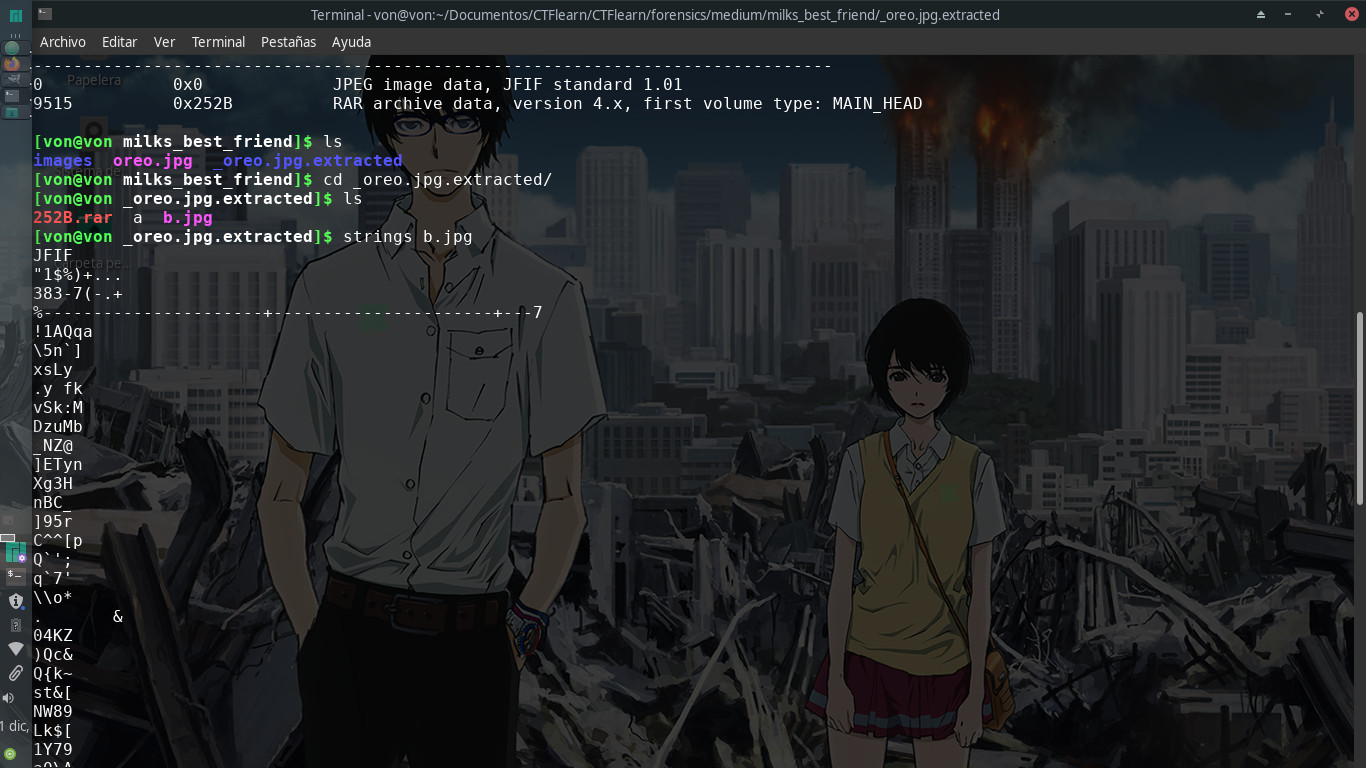 Terminal - von@von:~/Documentos/CTFlearn/CTFlearn/forensics/medium/milks_best_friend/_oreo.jpg.extracted
Archivo Editar Ver Terminal Pestañas Ayuda
--------------------------------------------------------------------------------
Papelera
0 0x0 JPEG image data, JFIF standard 1.01
9515 0x252B RAR archive data, version 4.x, first volume type: MAIN_HEAD
[von@von milks_best_friend]$ ls
images oreo.jpg _oreo.jpg.extracted
[von@von milks_best_friend]$ cd _oreo.jpg.extracted/
[von@von _oreo.jpg.extracted]$ ls
252B.rar a b.jpg
[von@von _oreo.jpg.extracted]$ strings b.jpg
JFIF
"1$%)+...
383-7(-.+
%----------------------+----------------------+---7
!1AQqa
\5n`]
xsLy
.y fk
vSk:M
DzuMb
_NZ@
]ETyn
Xg3H
nBC_
]95r
C^^[p
Q`';
q`7'
\\o*
. &
04KZ
)Qc&
Q{k~
st&[
NW89
Lk$[
1 dic,
1Y79